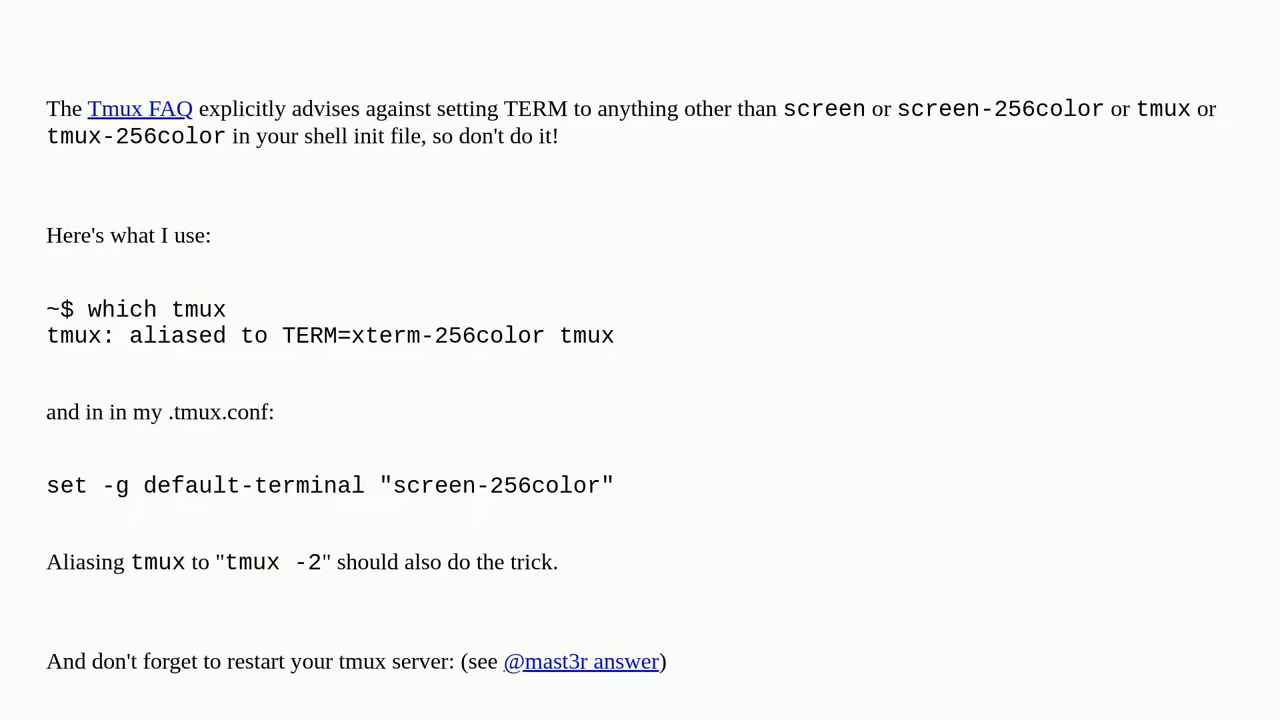 The Tmux FAQ explicitly advises against setting TERM to anything other than screen or screen-256color or tmux or
tmux-256color in your shell init file, so don't do it!
Here's what I use:
~$ which tmux
tmux: aliased to TERM=xterm-256color tmux
and in in my .tmux.conf:
set -g default-terminal "screen-256color"
Aliasing tmux to "tmux -2" should also do the trick.
And don't forget to restart your tmux server: (see @mast3r answer)